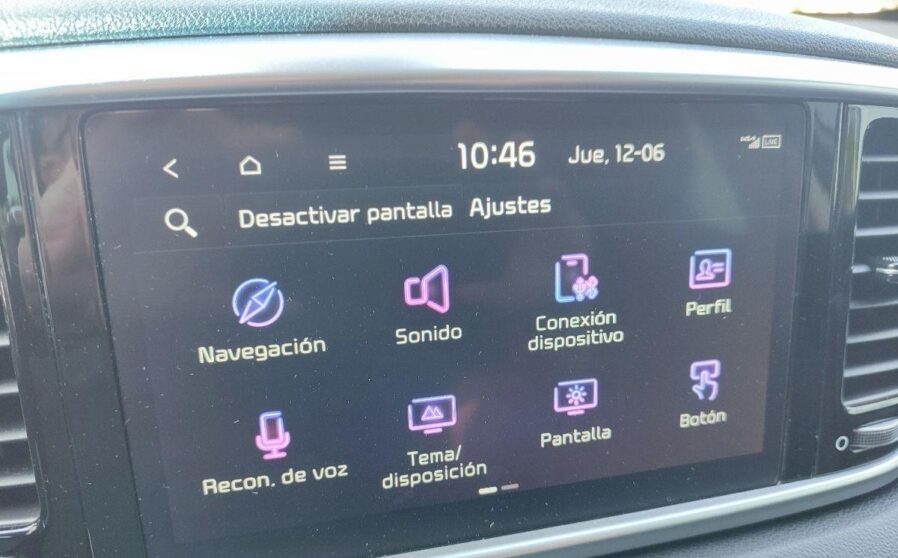 10:46 Jue, 12-06
Desactivar pantalla Ajustes
Navegación
Sonido
Conexión
dispositivo
Perfil
Recon. de voz
Tema/
disposición
Pantalla
Botón